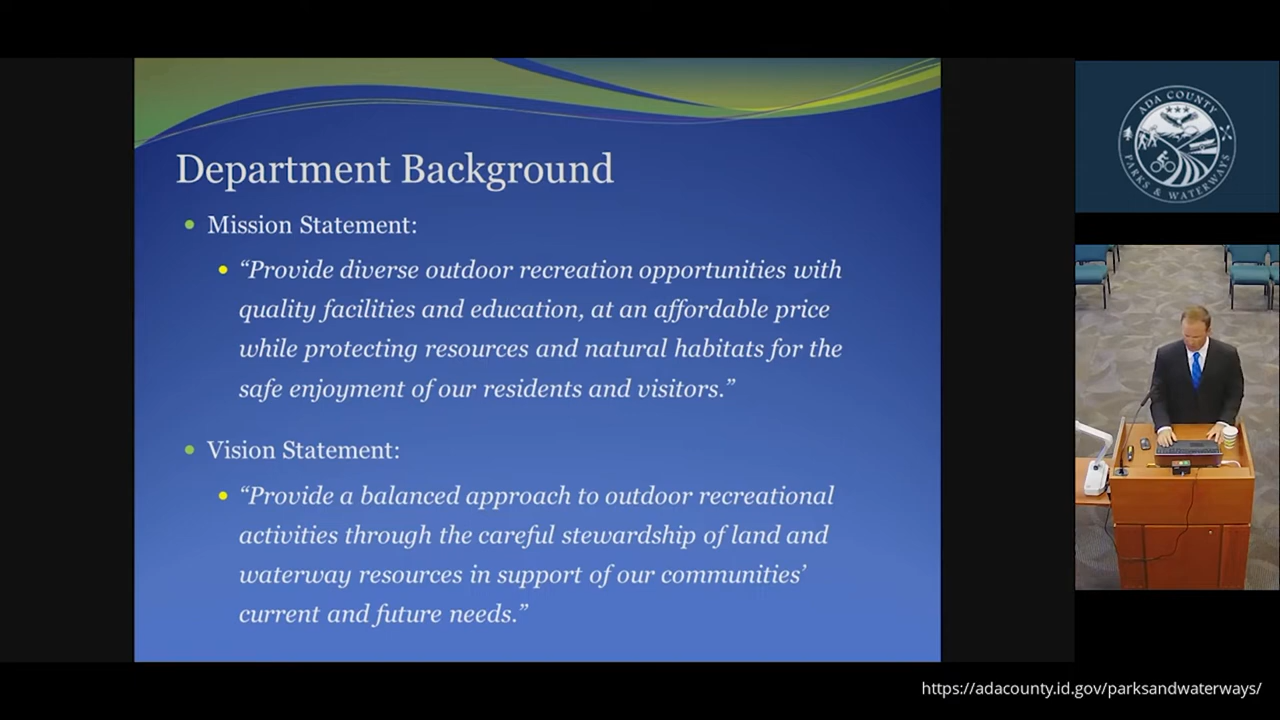 Department Background
Mission Statement:
“Provide diverse outdoor recreation opportunities with
quality facilities and education, at an affordable price
while protecting resources and natural habitats for the
safe enjoyment of our residents and visitors.”
Vision Statement:
“Provide a balanced approach to outdoor recreational
activities through the careful stewardship of land and
waterway resources in support of our communities’
current and future needs.”
ADA COUNTY
PARKS & WATERWAYS
https://adacounty.id.gov/parksandwaterways/